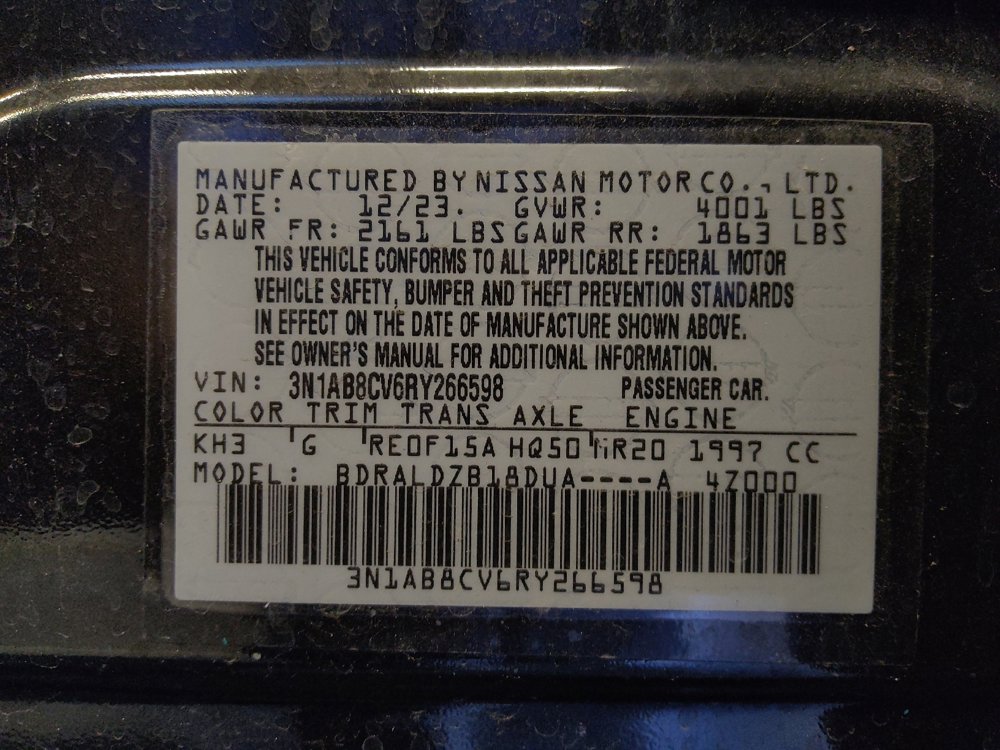 MANUFACTURED BY NISSAN MOTOR CO., LTD.
DATE: 12/23. GVWR: 4001 LBS
GAWR FR: 2161 LBS GAWR RR: 1863 LBS
THIS VEHICLE CONFORMS TO ALL APPLICABLE FEDERAL MOTOR
VEHICLE SAFETY, BUMPER AND THEFT PREVENTION STANDARDS
IN EFFECT ON THE DATE OF MANUFACTURE SHOWN ABOVE.
SEE OWNER'S MANUAL FOR ADDITIONAL INFORMATION.
VIN: 3N1AB8CV6RY266598 PASSENGER CAR.
COLOR TRIM TRANS AXLE ENGINE
KH3 G RE0F15A HQ50 MR20 1997 CC
MODEL: BDRALDZB18DUA----A 4Z000
3N1AB8CV6RY266598